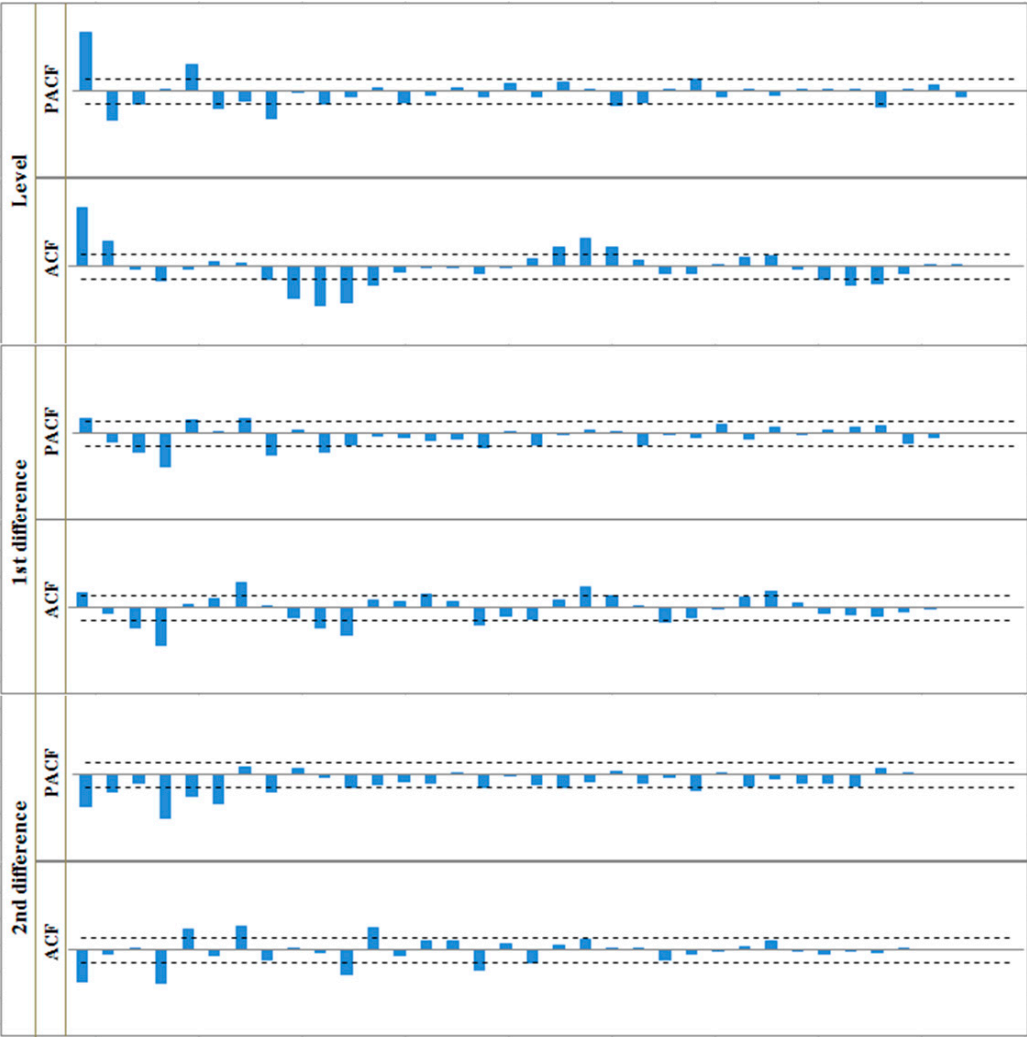 Level
PACF
ACF
1st difference
PACF
ACF
2nd difference
PACF
ACF